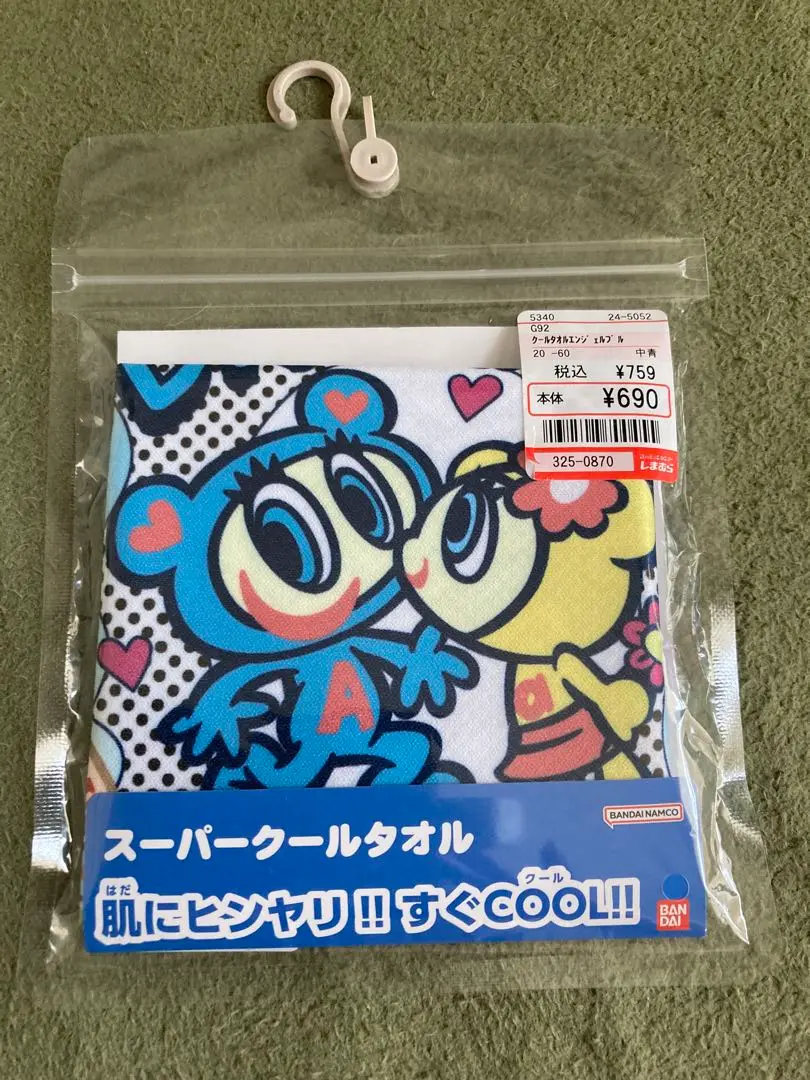 5340 24-5052
G92
クールタオルエンジェルブル
20 -60 中青
税込 ¥759
本体 ¥690
325-0870
しまむら
A
a
BANDAI NAMCO
スーパークールタオル
はだ クール
肌にヒンヤリ!! すぐCOOL!!
BAN
DAI